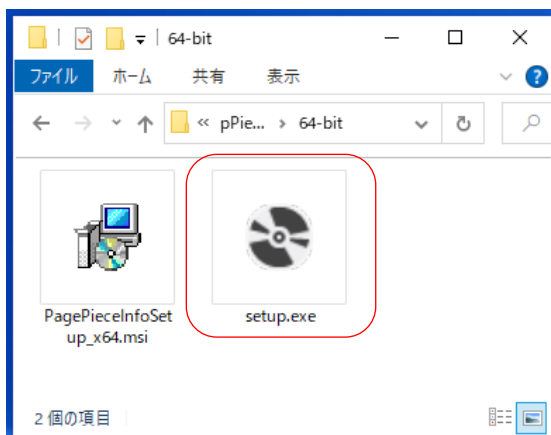 64-bit
ファイル ホーム 共有 表示
« pPie... › 64-bit
PagePieceInfoSet
up_x64.msi
setup.exe
2 個の項目